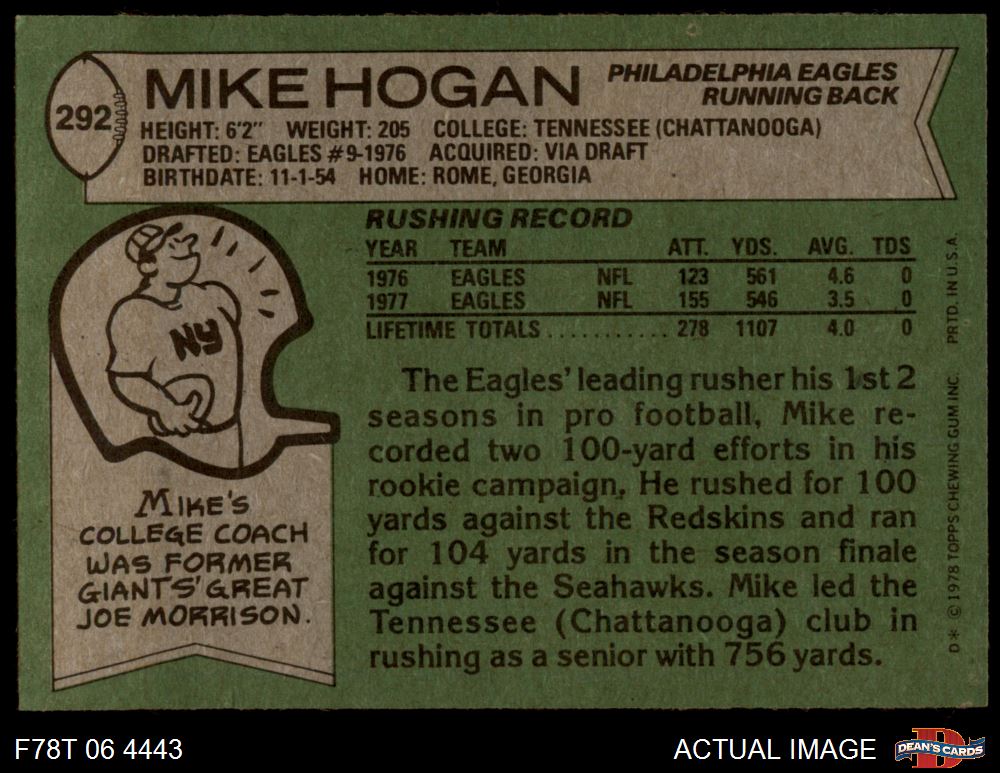 292
MIKE HOGAN
PHILADELPHIA EAGLES
RUNNING BACK
HEIGHT: 6'2" WEIGHT: 205 COLLEGE: TENNESSEE (CHATTANOOGA)
DRAFTED: EAGLES #9-1976 ACQUIRED: VIA DRAFT
BIRTHDATE: 11-1-54 HOME: ROME, GEORGIA
RUSHING RECORD
YEAR TEAM ATT. YDS. AVG. TDS
1976 EAGLES NFL 123 561 4.6 0
1977 EAGLES NFL 155 546 3.5 0
LIFETIME TOTALS ........... 278 1107 4.0 0
The Eagles' leading rusher his 1st 2
seasons in pro football, Mike re-
corded two 100-yard efforts in his
rookie campaign. He rushed for 100
yards against the Redskins and ran
for 104 yards in the season finale
against the Seahawks. Mike led the
Tennessee (Chattanooga) club in
rushing as a senior with 756 yards.
NY
MIKE'S
COLLEGE COACH
WAS FORMER
GIANTS' GREAT
JOE MORRISON.
D* © 1978 TOPPS CHEWING GUM INC. PRTD. IN U.S.A.
F78T 06 4443
ACTUAL IMAGE
D
DEAN'S CARDS